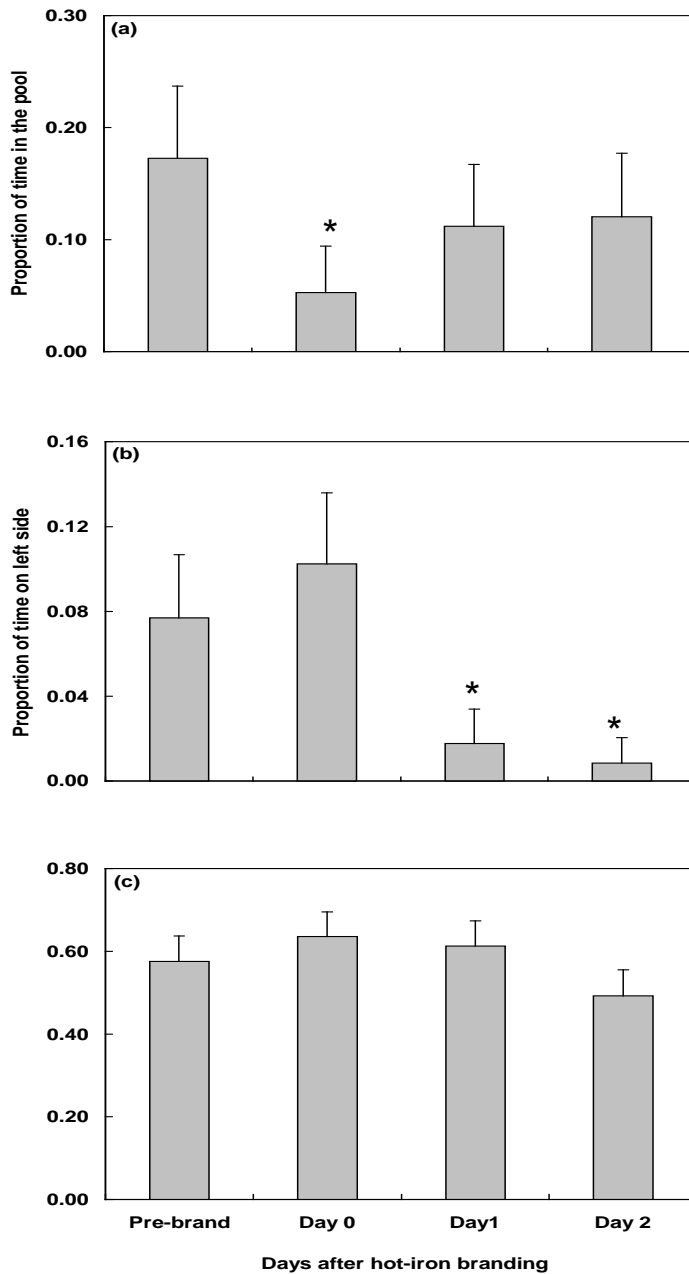 (a)
Proportion of time in the pool
0.30
0.20
0.10
0.00
*
(b)
Proportion of time on left side
0.16
0.12
0.08
0.04
0.00
*
*
(c)
0.80
0.60
0.40
0.20
0.00
Pre-brand
Day 0
Day1
Day 2
Days after hot-iron branding